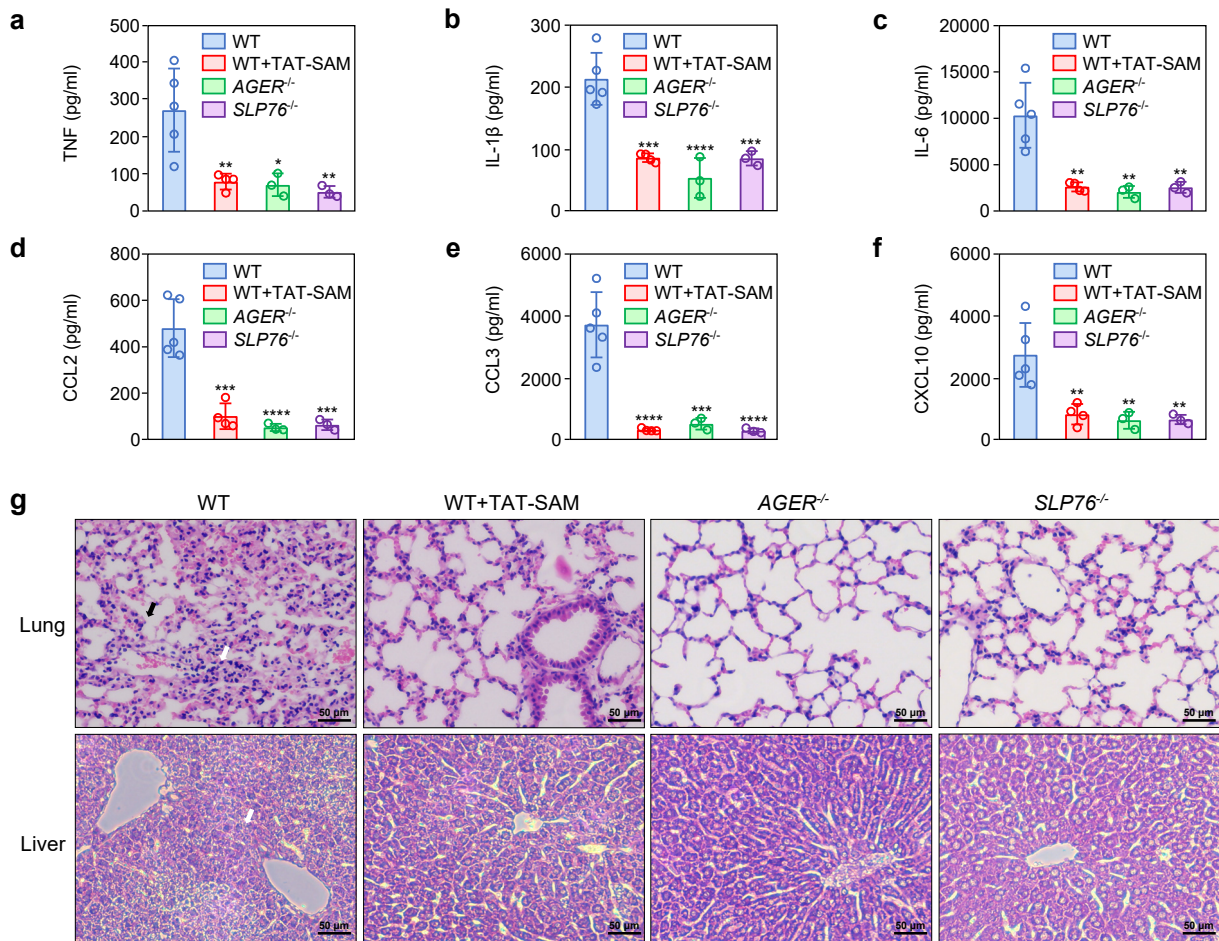 a
500
400
300
200
100
0
TNF (pg/ml)
WT
WT+TAT-SAM
AGER-/-
SLP76-/-
**
*
**
b
300
200
100
0
IL-1β (pg/ml)
WT
WT+TAT-SAM
AGER-/-
SLP76-/-
***
****
***
c
20000
15000
10000
5000
0
IL-6 (pg/ml)
WT
WT+TAT-SAM
AGER-/-
SLP76-/-
**
**
**
d
800
600
400
200
0
CCL2 (pg/ml)
WT
WT+TAT-SAM
AGER-/-
SLP76-/-
***
****
***
e
6000
4000
2000
0
CCL3 (pg/ml)
WT
WT+TAT-SAM
AGER-/-
SLP76-/-
****
***
****
f
6000
4000
2000
0
CXCL10 (pg/ml)
WT
WT+TAT-SAM
AGER-/-
SLP76-/-
**
**
**
g
WT
WT+TAT-SAM
AGER-/-
SLP76-/-
Lung
50 μm
50 μm
50 μm
50 μm
Liver
50 μm
50 μm
50 μm
50 μm